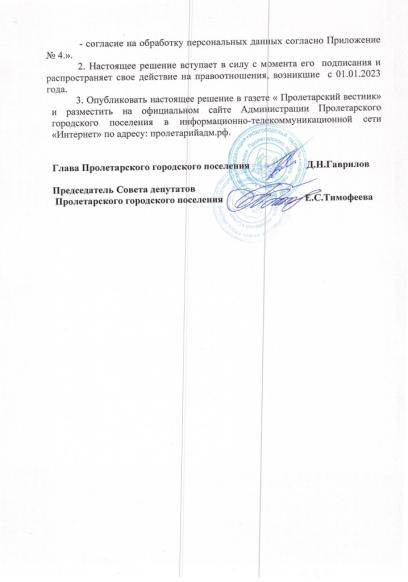 - согласие на обработку персональных данных согласно Приложение
№ 4.».
2. Настоящее решение вступает в силу с момента его подписания и
распространяет свое действие на правоотношения, возникшие с 01.01.2023
года.
3. Опубликовать настоящее решение в газете « Пролетарский вестник»
и разместить на официальном сайте Администрации Пролетарского
городского поселения в информационно-телекоммуникационной сети
«Интернет» по адресу: пролетарийадм.рф.
Глава Пролетарского городского поселения Д.Н.Гаврилов
Председатель Совета депутатов
Пролетарского городского поселения Е.С.Тимофеева